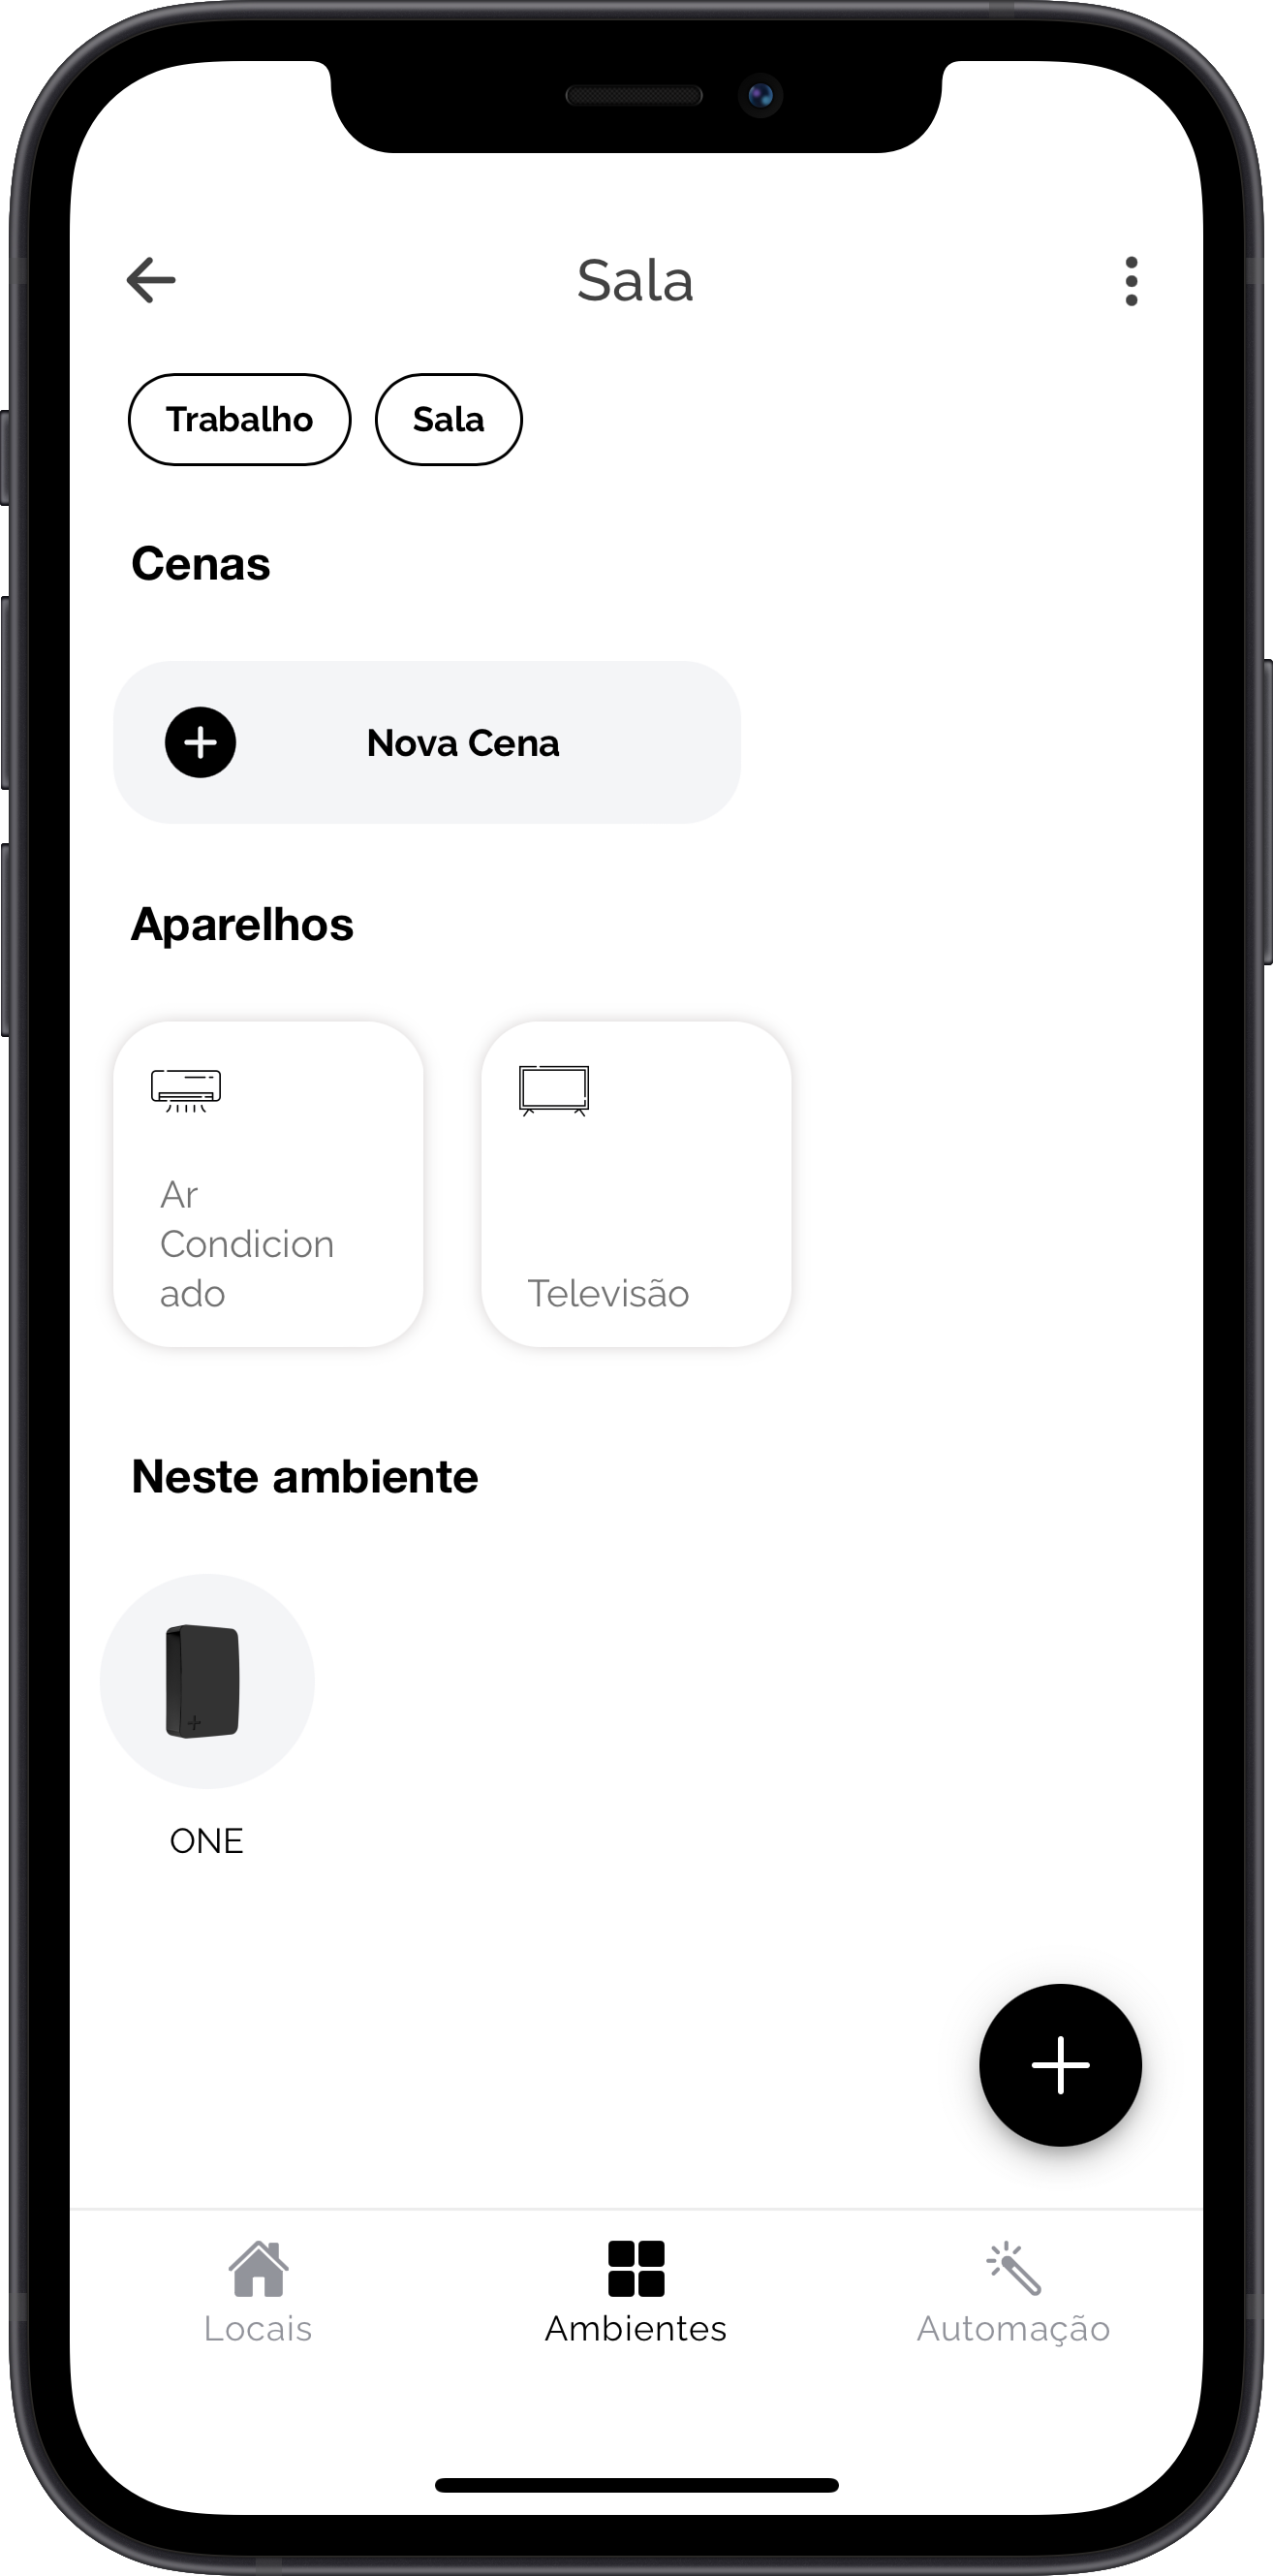 Sala
Trabalho Sala
Cenas
Nova Cena
Aparelhos
Ar
Condicion
ado
Televisão
Neste ambiente
ONE
Locais Ambientes Automação